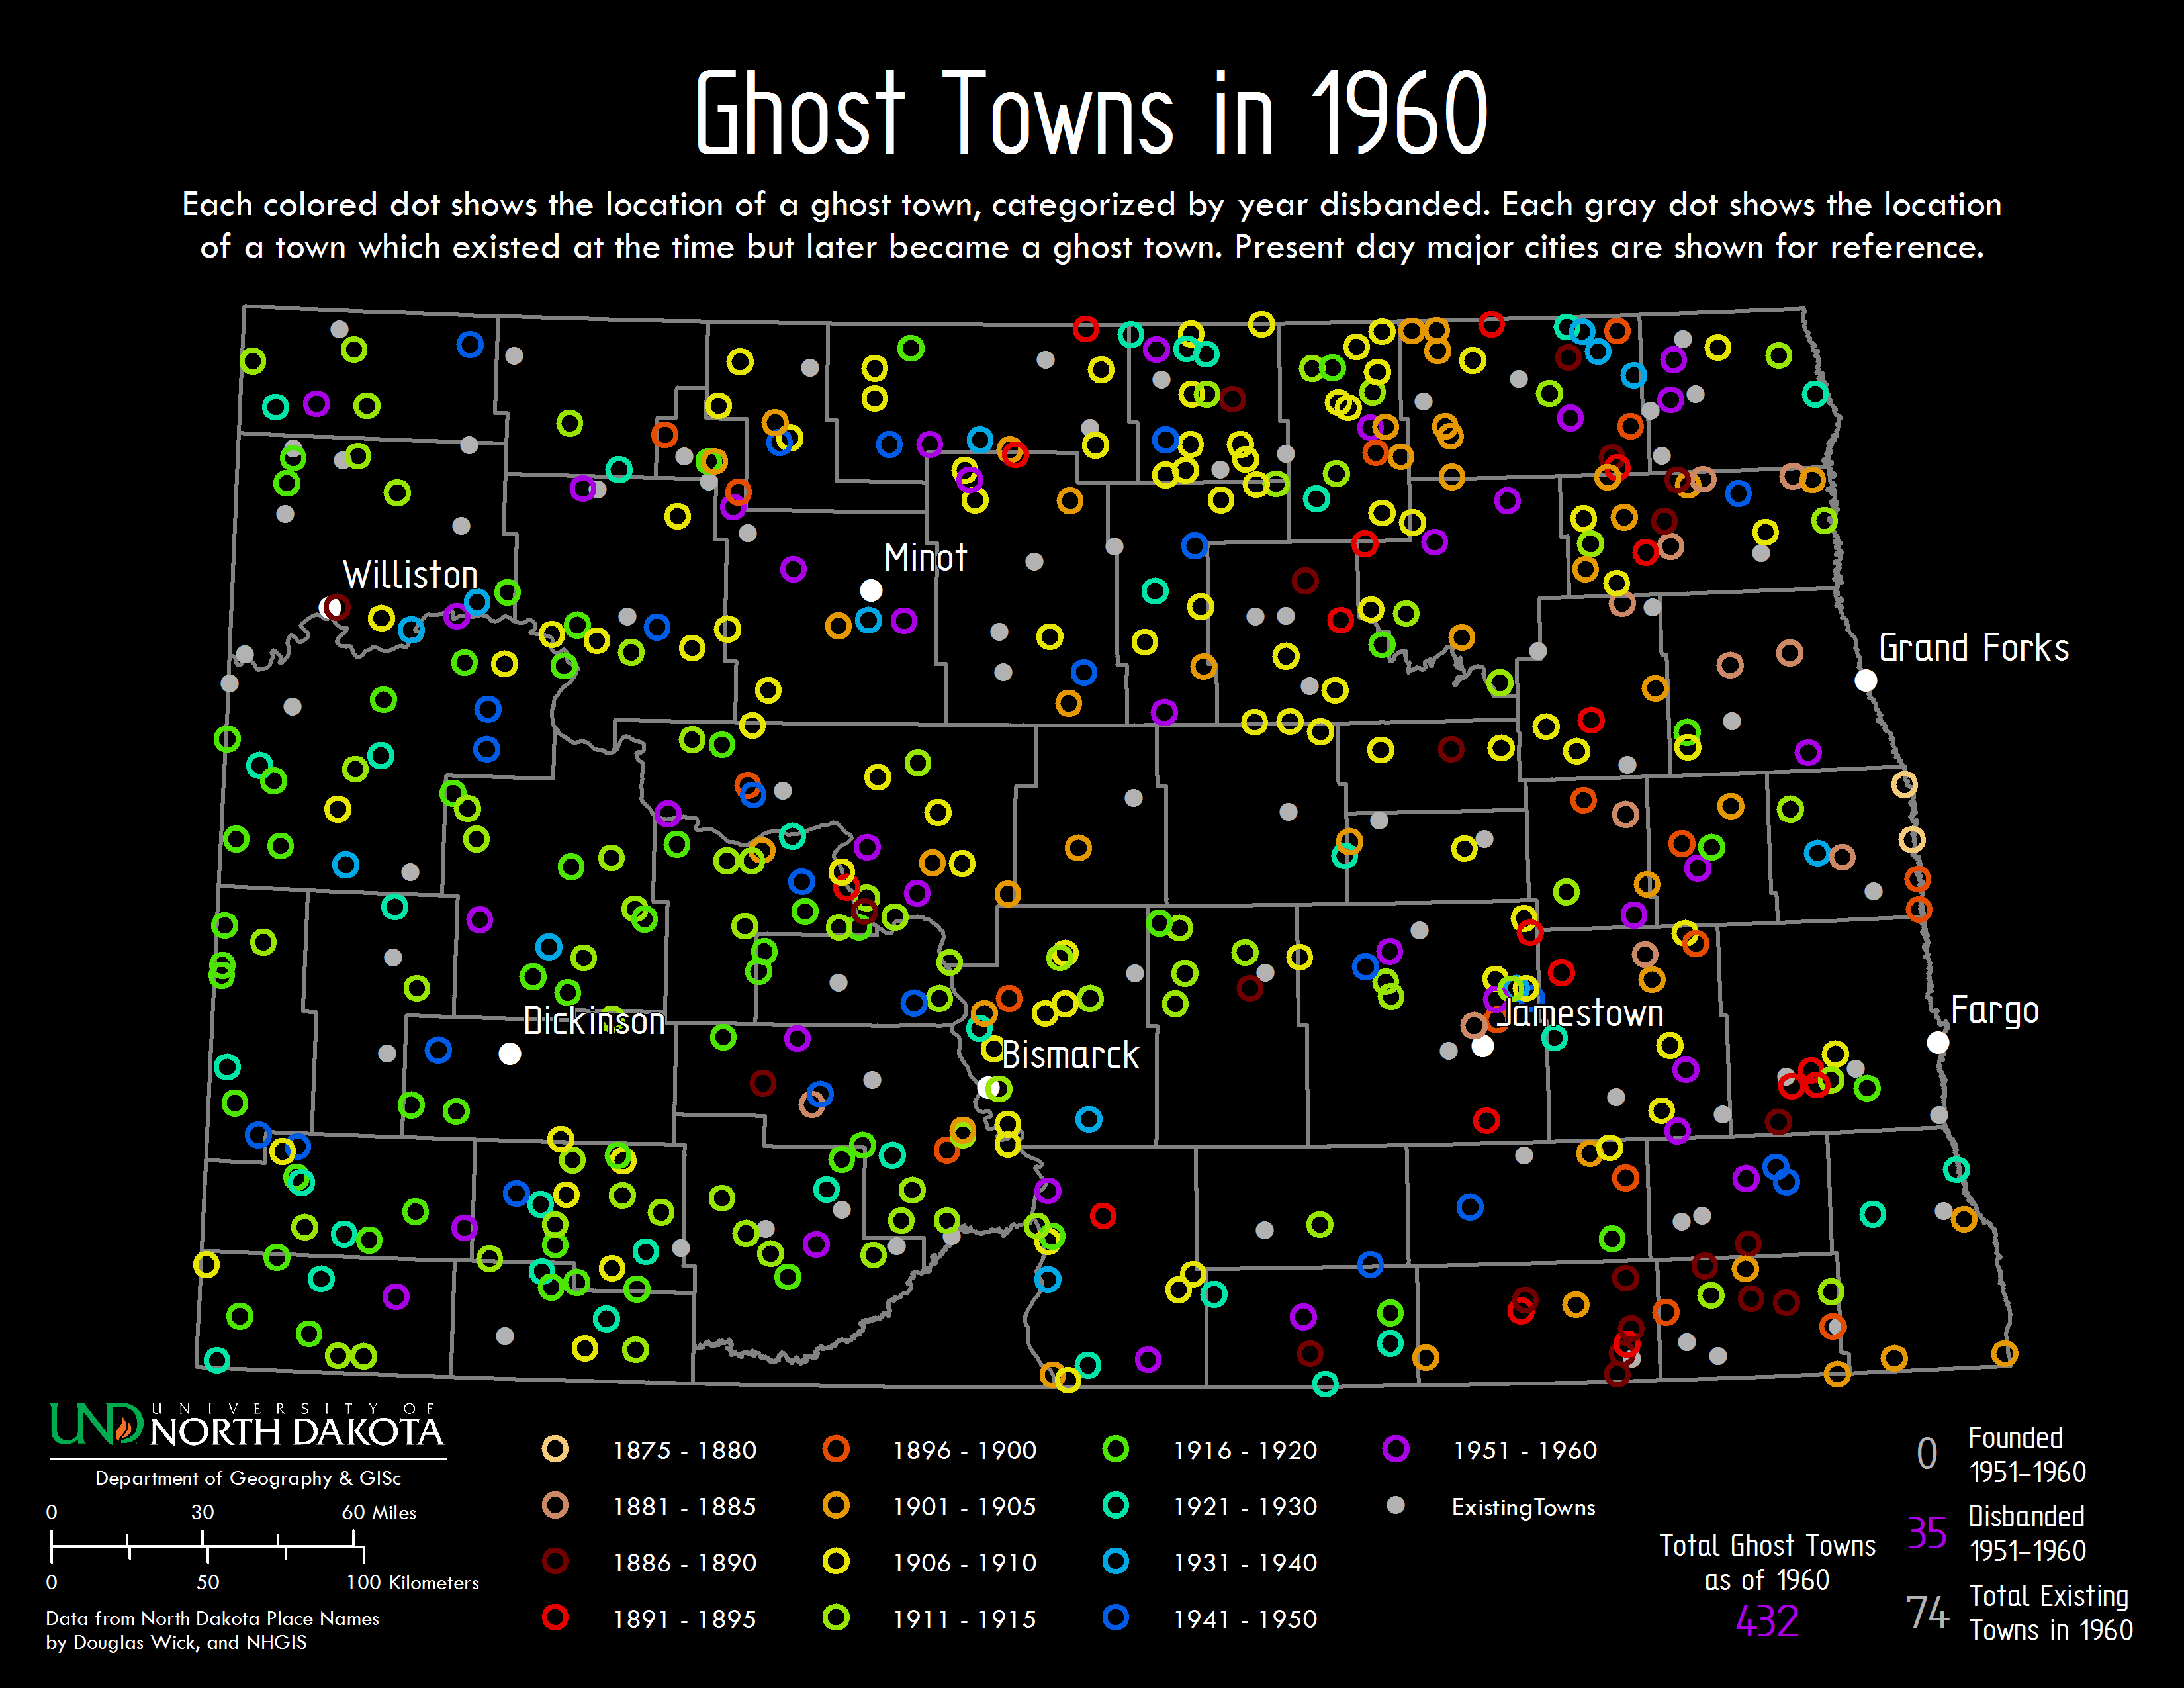 Ghost Towns in 1960
Each colored dot shows the location of a ghost town, categorized by year disbanded. Each gray dot shows the location
of a town which existed at the time but later became a ghost town. Present day major cities are shown for reference.
Minot
Williston
Grand Forks
Dickinson
Jamestown
Fargo
Bismarck
UND UNIVERSITY OF
NORTH DAKOTA
Department of Geography & GISc
0 30 60 Miles
0 50 100 Kilometers
Data from North Dakota Place Names
by Douglas Wick, and NHGIS
1875 - 1880
1881 - 1885
1886 - 1890
1891 - 1895
1896 - 1900
1901 - 1905
1906 - 1910
1911 - 1915
1916 - 1920
1921 - 1930
1931 - 1940
1941 - 1950
1951 - 1960
ExistingTowns
Total Ghost Towns
as of 1960
432
0 Founded
1951-1960
35 Disbanded
1951-1960
74 Total Existing
Towns in 1960